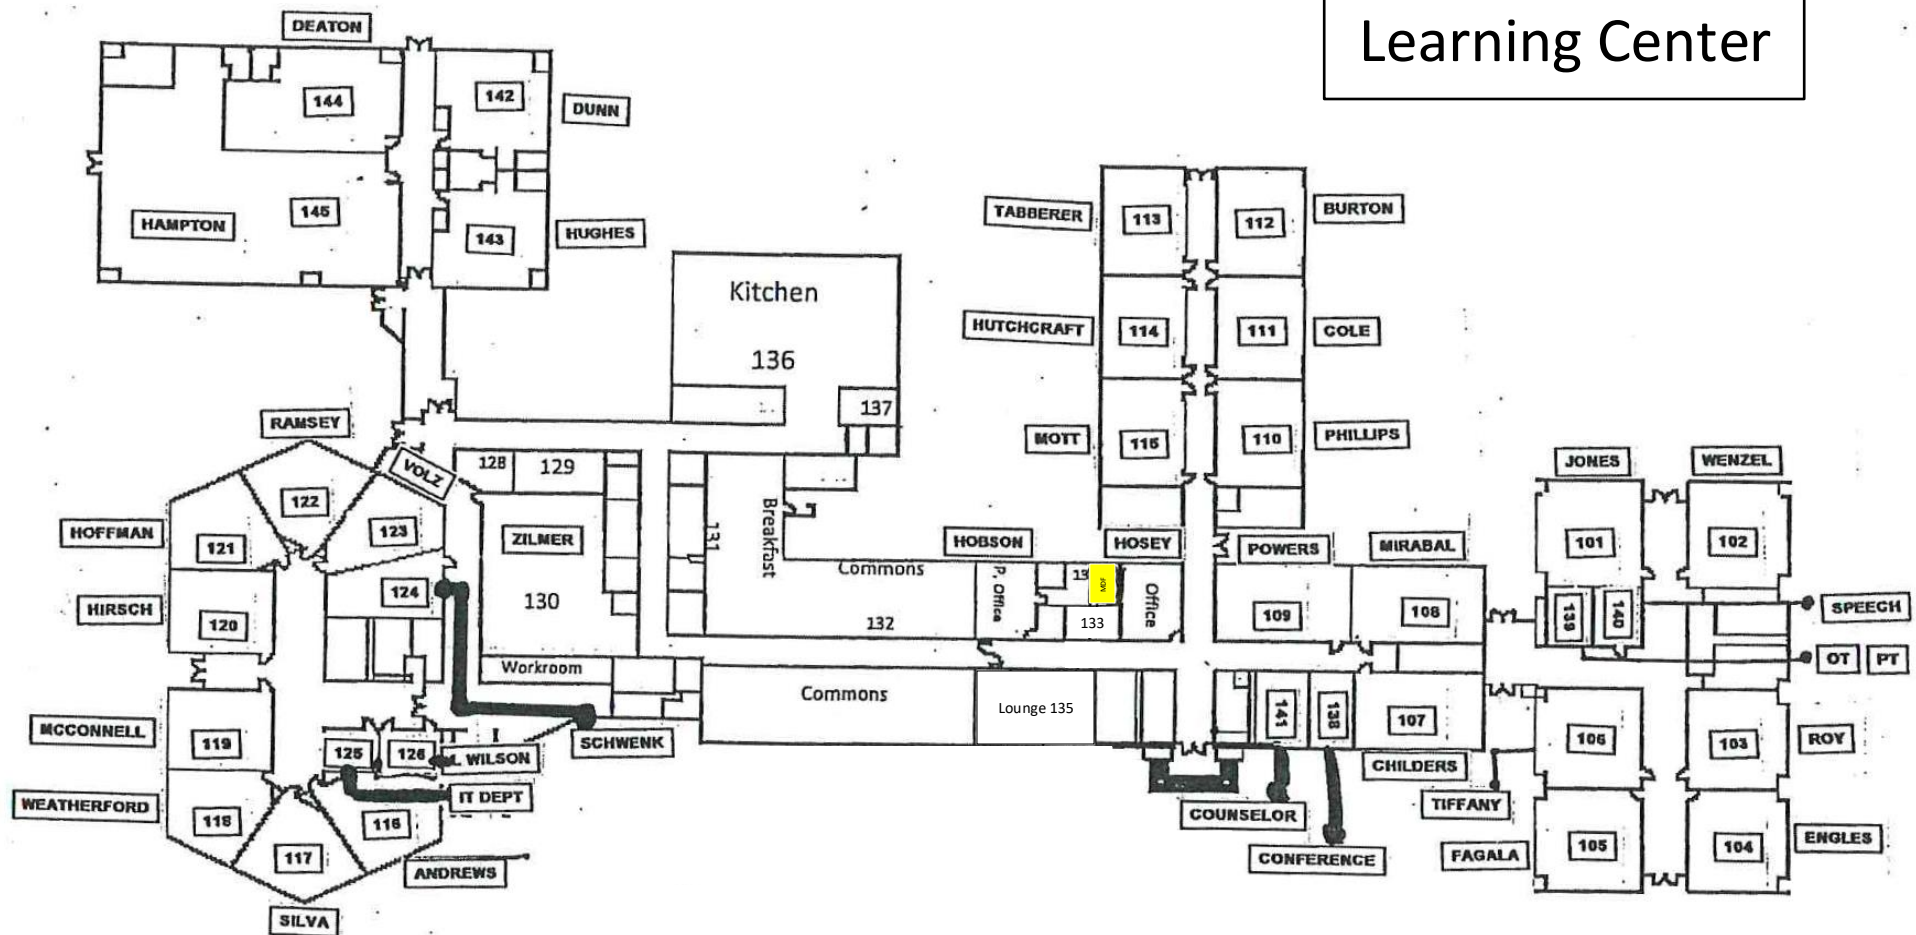 Learning Center
DEATON
144
142
DUNN
HAMPTON
145
143
HUGHES
Kitchen
136
137
TABBERER
113
112
BURTON
HUTCHCRAFT
114
111
COLE
MOTT
115
110
PHILLIPS
RAMSEY
VOLZ
128
129
122
123
HOFFMAN
121
ZILMER
130
131
Breakfast
Commons
132
HOBSON
HOSEY
P, Office
MDF
133
Office
POWERS
MIRABAL
109
108
JONES
WENZEL
101
102
139
140
SPEECH
OT
PT
124
HIRSCH
120
Workroom
Commons
Lounge 135
141
138
107
106
103
ROY
MCCONNELL
119
125
126
L WILSON
SCHWENK
IT DEPT
CHILDERS
TIFFANY
COUNSELOR
CONFERENCE
WEATHERFORD
118
116
117
ANDREWS
SILVA
FAGALA
105
104
ENGLES